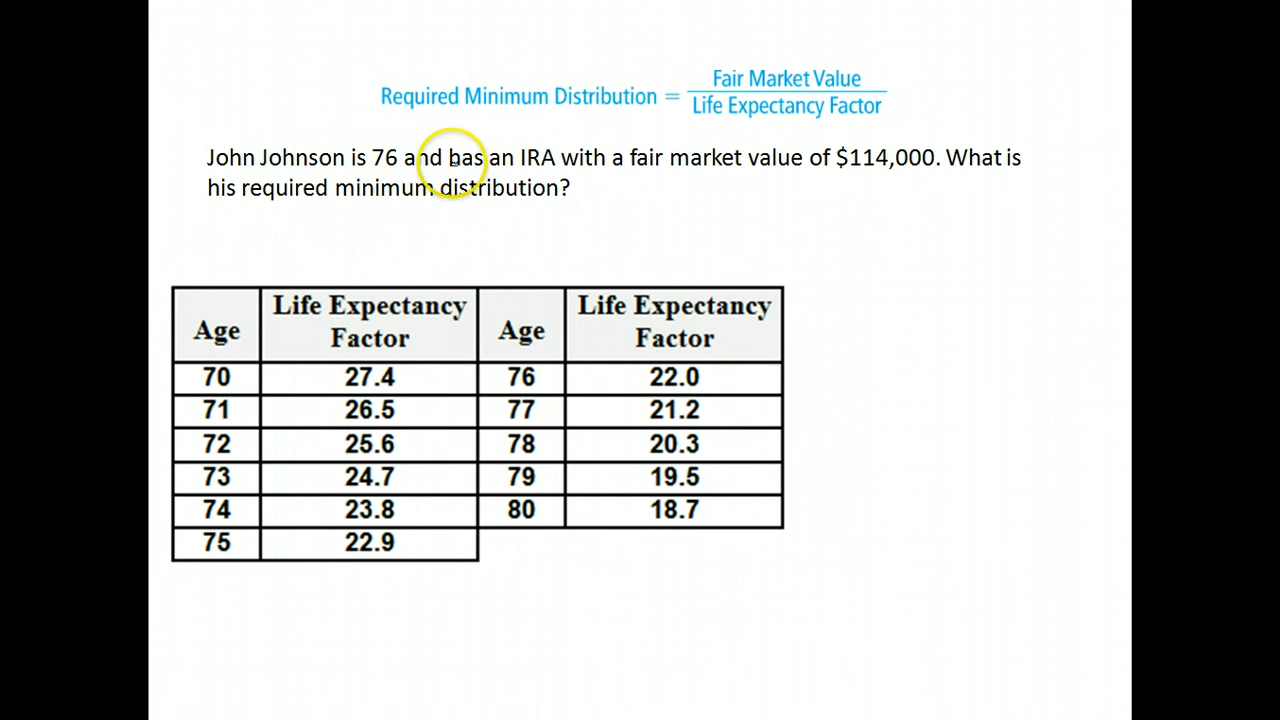 Required Minimum Distribution = Fair Market Value
Life Expectancy Factor
John Johnson is 76 and has an IRA with a fair market value of $114,000. What is
his required minimum distribution?
Age Life Expectancy Factor Age Life Expectancy Factor
70 27.4 76 22.0
71 26.5 77 21.2
72 25.6 78 20.3
73 24.7 79 19.5
74 23.8 80 18.7
75 22.9